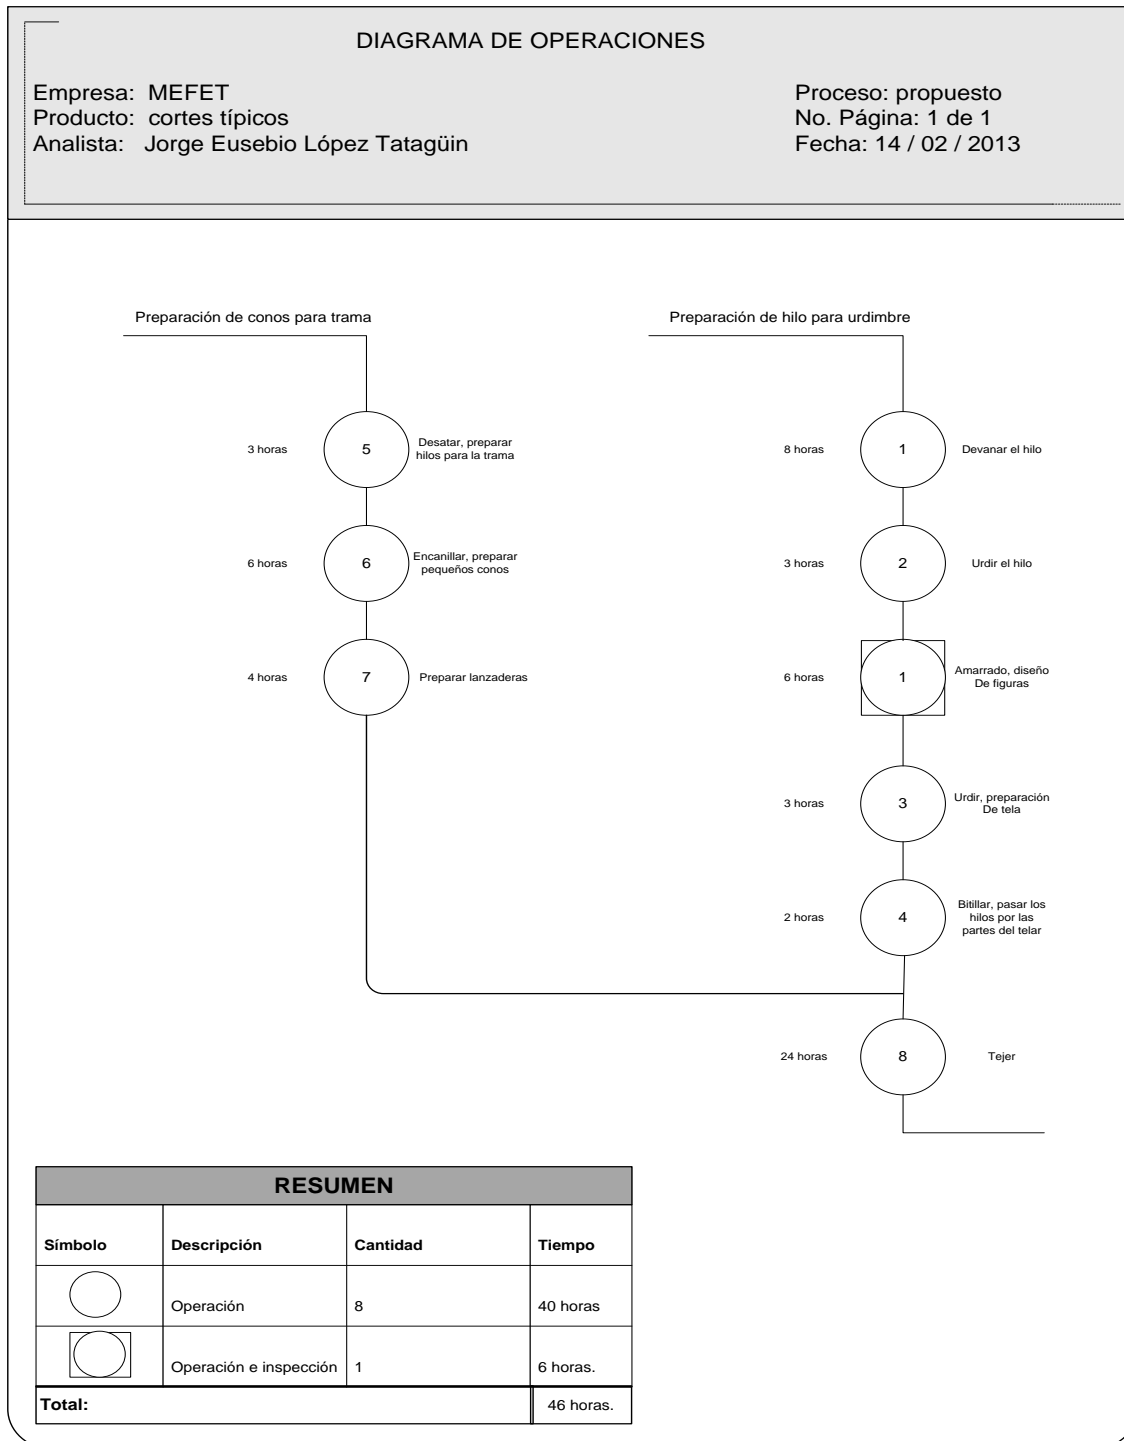 DIAGRAMA DE OPERACIONES
Empresa: MEFET
Producto: cortes típicos
Analista: Jorge Eusebio López Tatagüin
Proceso: propuesto
No. Página: 1 de 1
Fecha: 14 / 02 / 2013
Preparación de conos para trama
3 horas
5
Desatar, preparar
hilos para la trama
6 horas
6
Encanillar, preparar
pequeños conos
4 horas
7
Preparar lanzaderas
Preparación de hilo para urdimbre
8 horas
1
Devanar el hilo
3 horas
2
Urdir el hilo
6 horas
1
Amarrado, diseño
De figuras
3 horas
3
Urdir, preparación
De tela
2 horas
4
Bitillar, pasar los
hilos por las
partes del telar
24 horas
8
Tejer
RESUMEN
Símbolo Descripción Cantidad Tiempo
Operación 8 40 horas
Operación e inspección 1 6 horas.
Total: 46 horas.